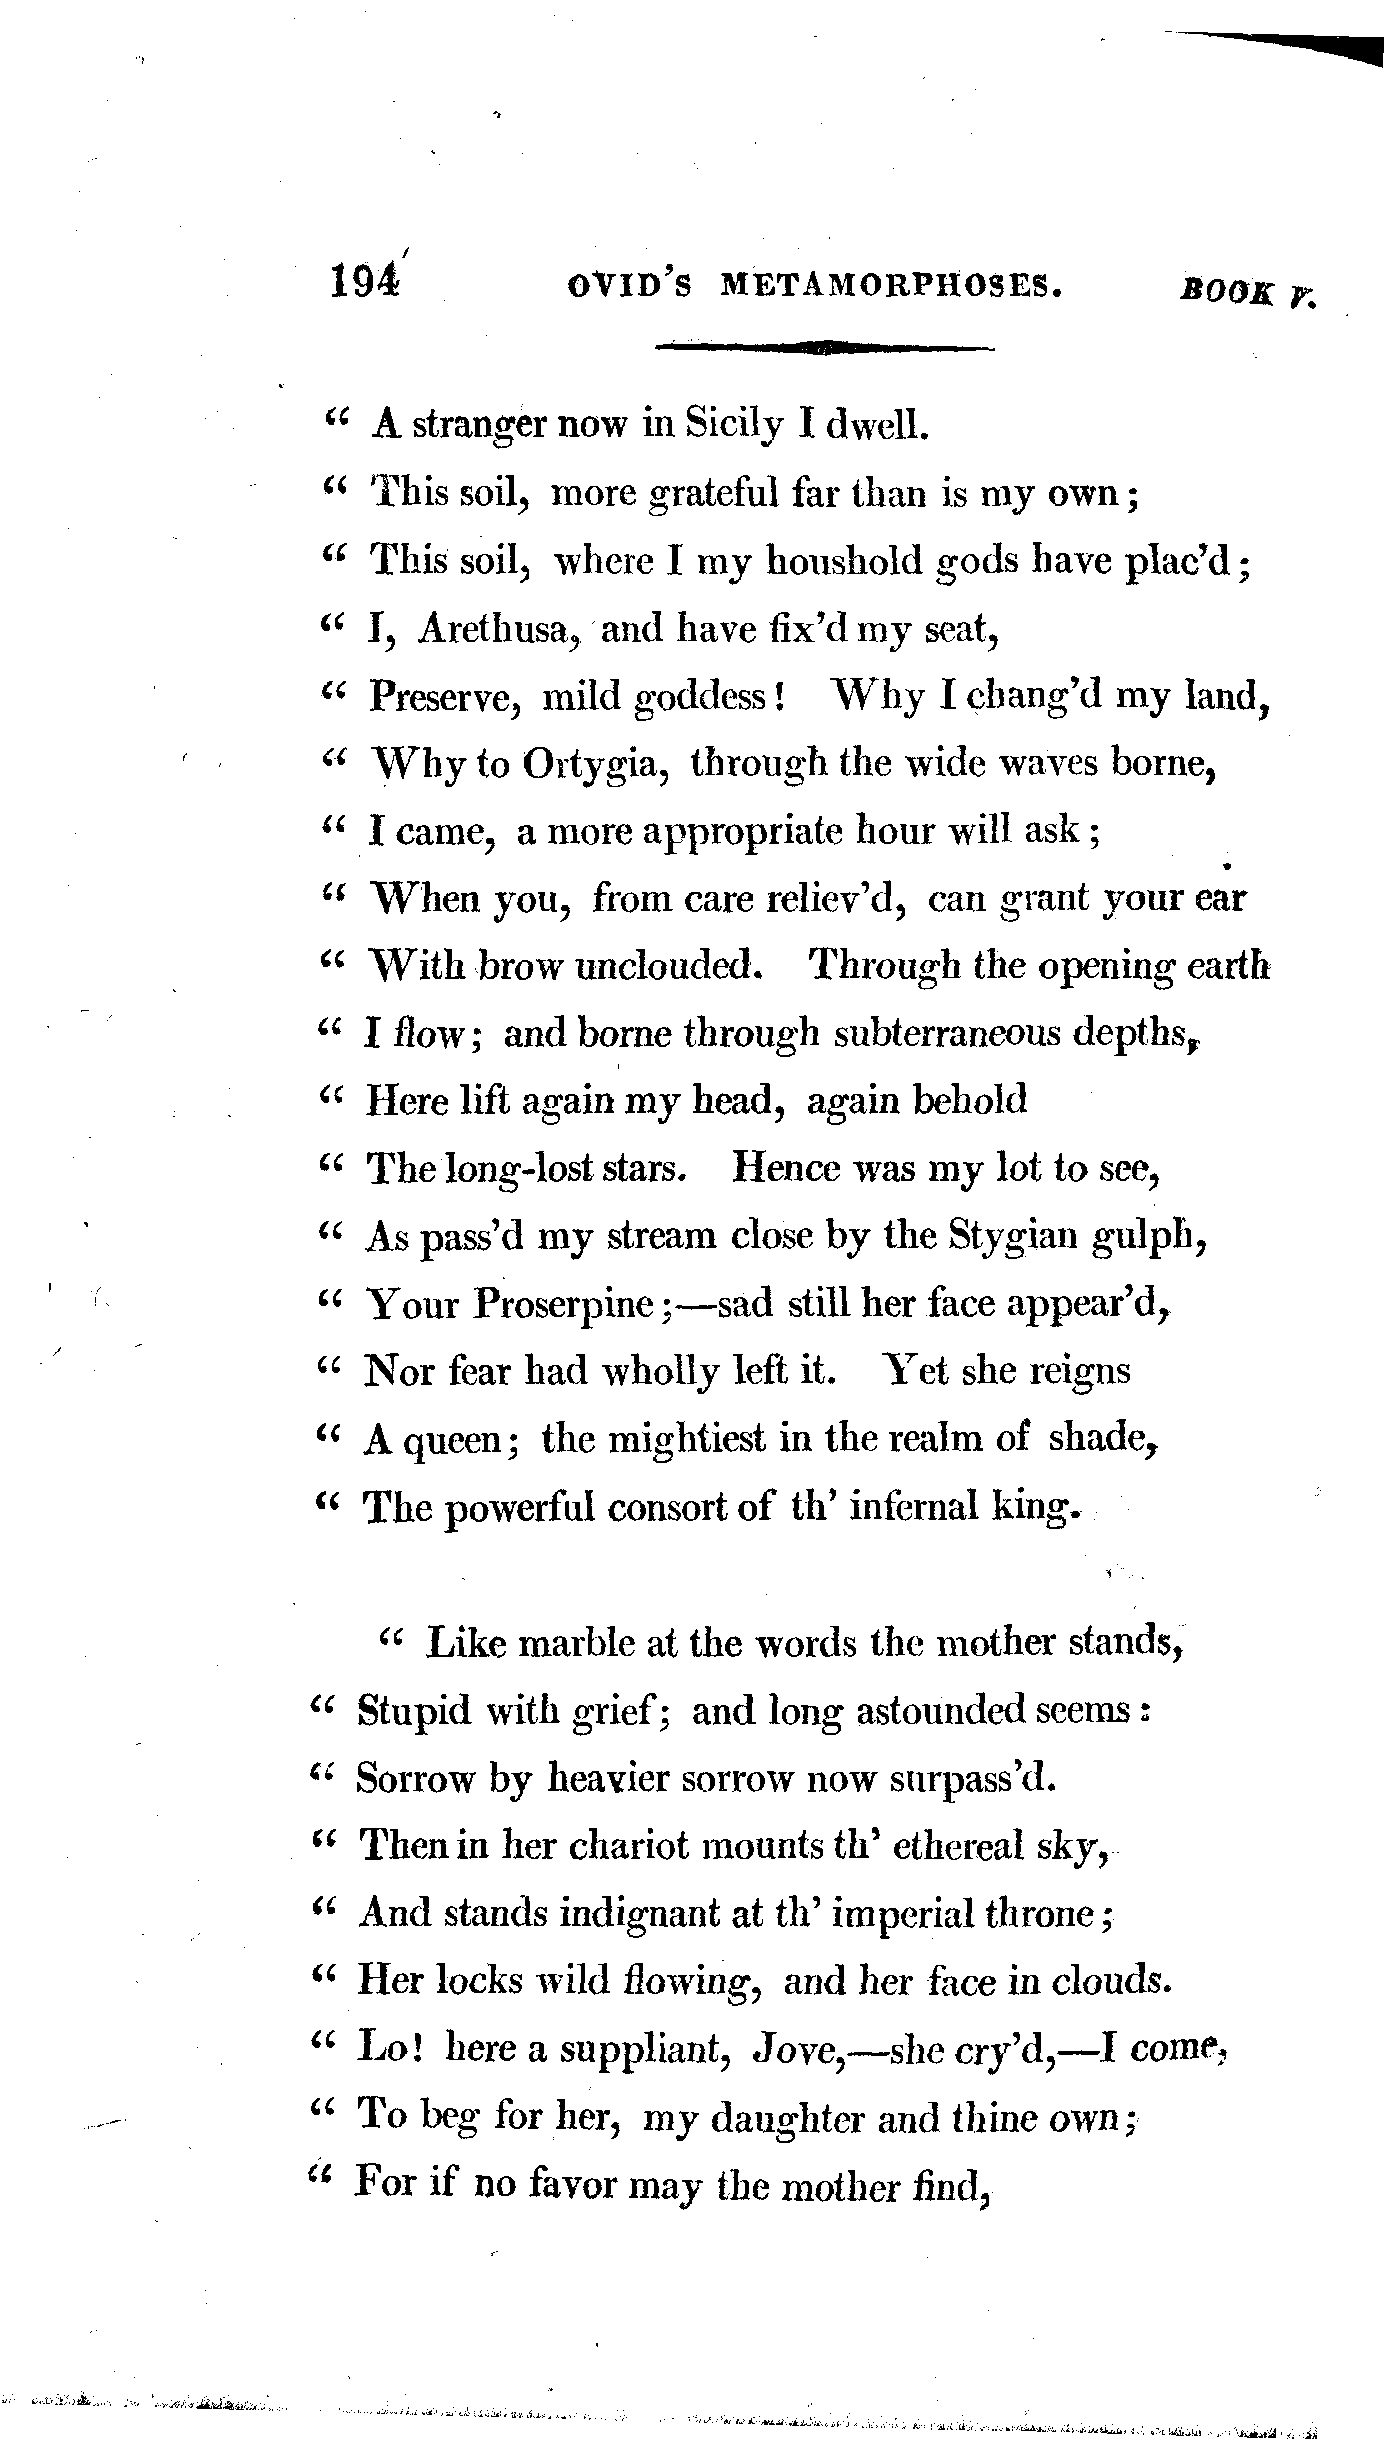 194 OVID'S METAMORPHOSES. BOOK V.
“ A stranger now in Sicily I dwell.
“ This soil, more grateful far than is my own;
“ This soil, where I my houshold gods have plac'd;
“ I, Arethusa, and have fix'd my seat,
“ Preserve, mild goddess! Why I chang'd my land,
“ Why to Ortygia, through the wide waves borne,
“ I came, a more appropriate hour will ask;
“ When you, from care reliev'd, can grant your ear
“ With brow unclouded. Through the opening earth
“ I flow; and borne through subterraneous depths,
“ Here lift again my head, again behold
“ The long-lost stars. Hence was my lot to see,
“ As pass'd my stream close by the Stygian gulph,
“ Your Proserpine;—sad still her face appear'd,
“ Nor fear had wholly left it. Yet she reigns
“ A queen; the mightiest in the realm of shade,
“ The powerful consort of th' infernal king.
“ Like marble at the words the mother stands,
“ Stupid with grief; and long astounded seems:
“ Sorrow by heavier sorrow now surpass'd.
“ Then in her chariot mounts th' ethereal sky,
“ And stands indignant at th' imperial throne;
“ Her locks wild flowing, and her face in clouds.
“ Lo! here a suppliant, Jove,—she cry'd,—I come,
“ To beg for her, my daughter and thine own;
“ For if no favor may the mother find,